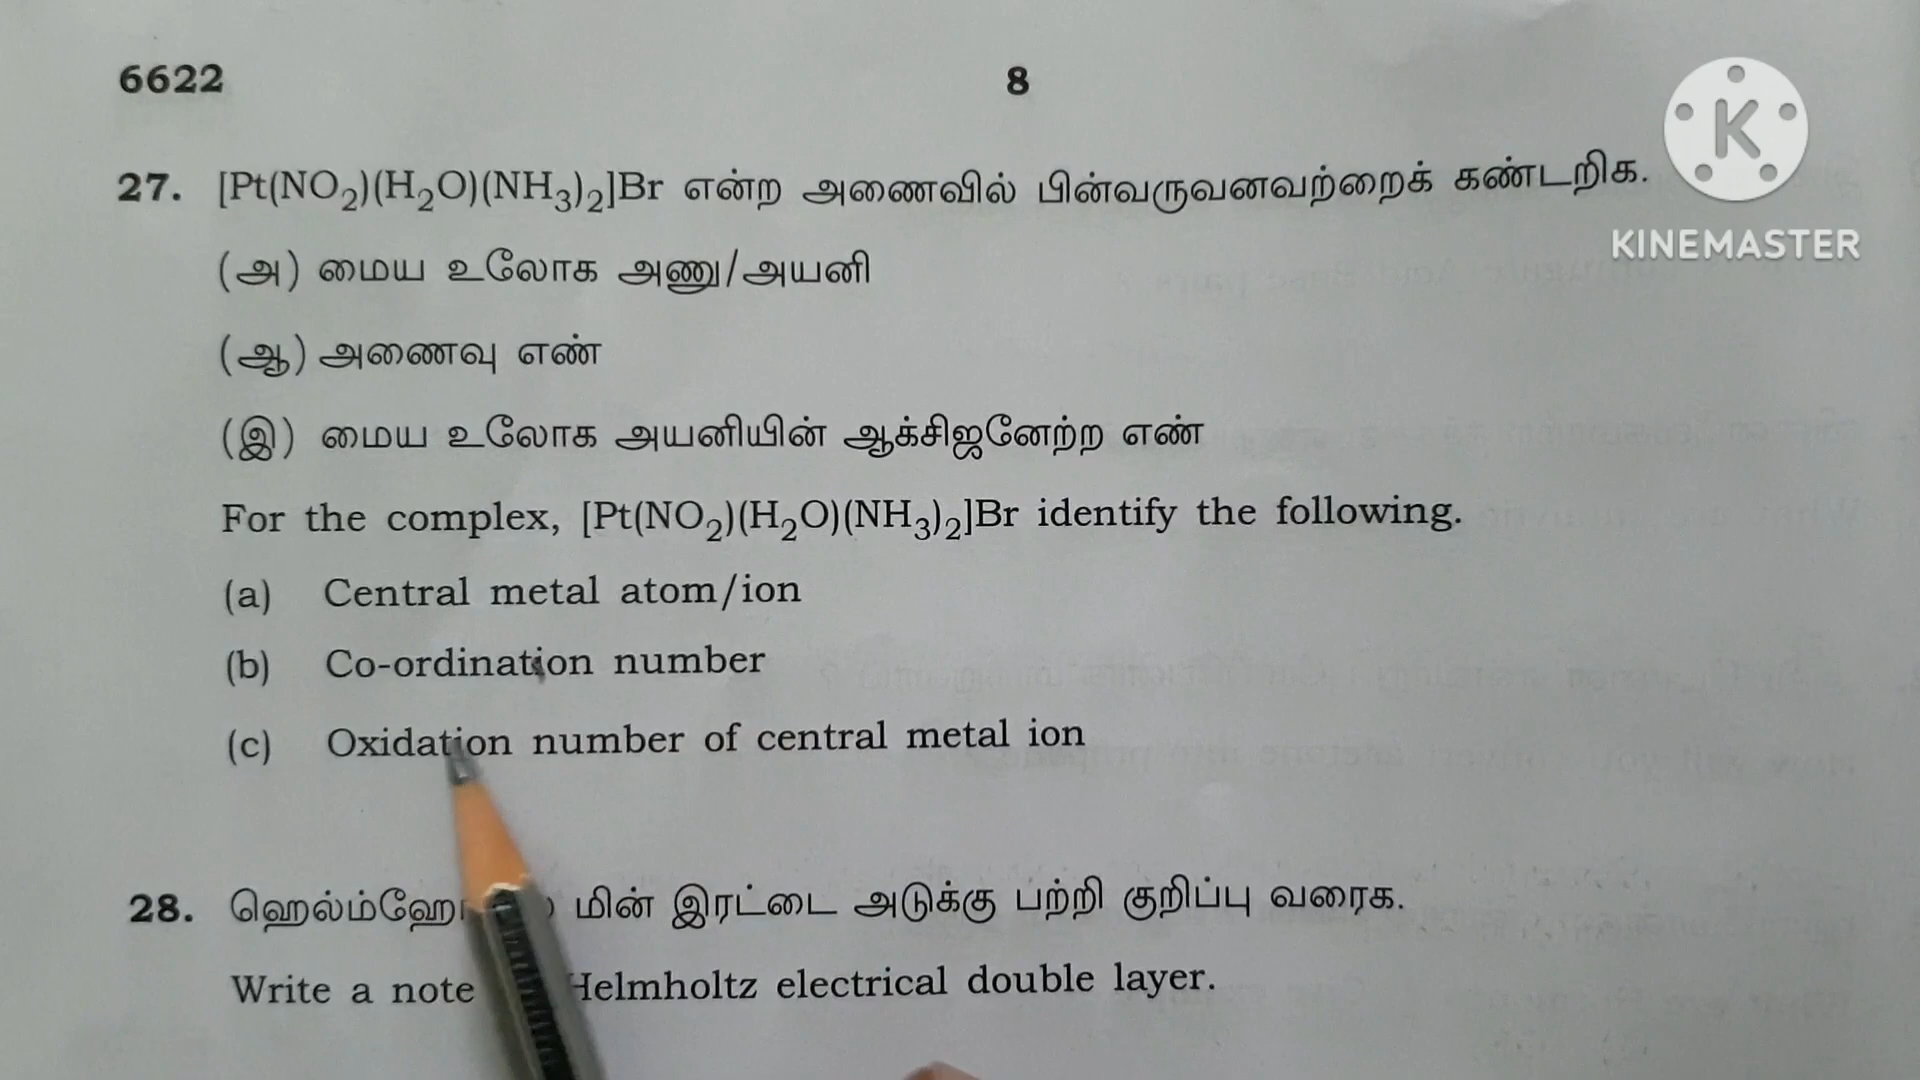 6622 8
K
KINEMASTER
27. [Pt(NO₂)(H₂O)(NH₃)₂]Br என்ற அணைவில் பின்வருவனவற்றைக் கண்டறிக.
(அ) மைய உலோக அணு/அயனி
(ஆ) அணைவு எண்
(இ) மைய உலோக அயனியின் ஆக்சிஜனேற்ற எண்
For the complex, [Pt(NO₂)(H₂O)(NH₃)₂]Br identify the following.
(a) Central metal atom/ion
(b) Co-ordination number
(c) Oxidation number of central metal ion
28. மின் இரட்டை அடுக்கு பற்றி குறிப்பு வரைக.
Write a note Helmholtz electrical double layer.